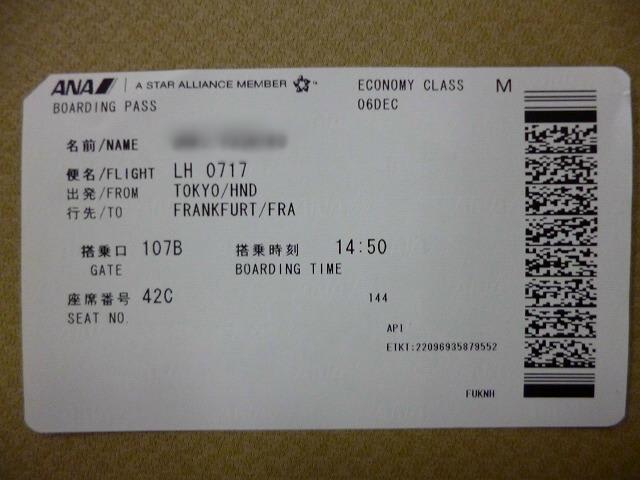 ANA A STAR ALLIANCE MEMBER ECONOMY CLASS M
BOARDING PASS 06DEC
名前/NAME
便名/FLIGHT LH 0717
出発/FROM TOKYO/HND
行先/TO FRANKFURT/FRA
搭乗口 107B 搭乗時刻 14:50
GATE BOARDING TIME
座席番号 42C 144
SEAT NO.
API
ETKT:22096935879552
FUKNH